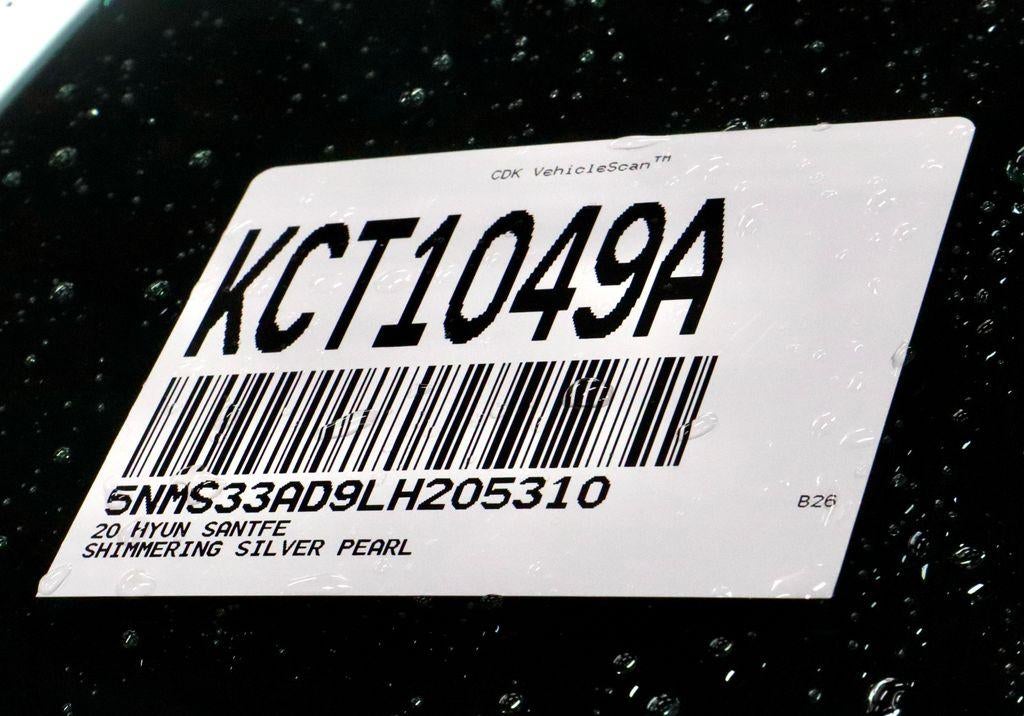 CDK VehicleScan™
KCT1049A
5NMS33AD9LH205310
20 HYUN SANTFE
SHIMMERING SILVER PEARL
B26